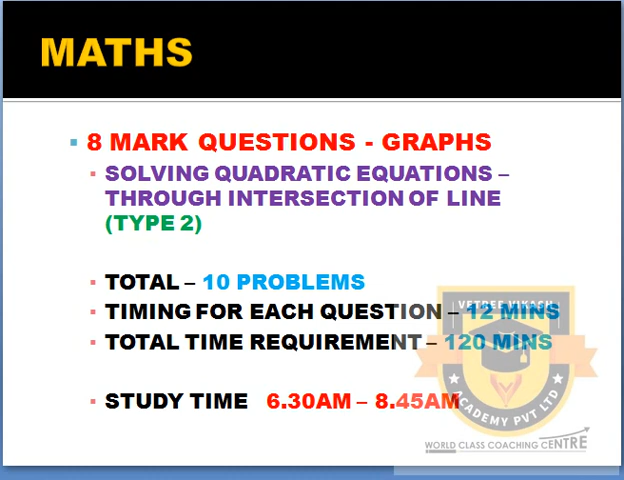 MATHS
8 MARK QUESTIONS - GRAPHS
SOLVING QUADRATIC EQUATIONS –
THROUGH INTERSECTION OF LINE
(TYPE 2)
TOTAL – 10 PROBLEMS
TIMING FOR EACH QUESTION – 12 MINS
TOTAL TIME REQUIREMENT – 120 MINS
STUDY TIME 6.30AM – 8.45AM
VETREE VIKASH
ACADEMY PVT LTD
WORLD CLASS COACHING CENTRE